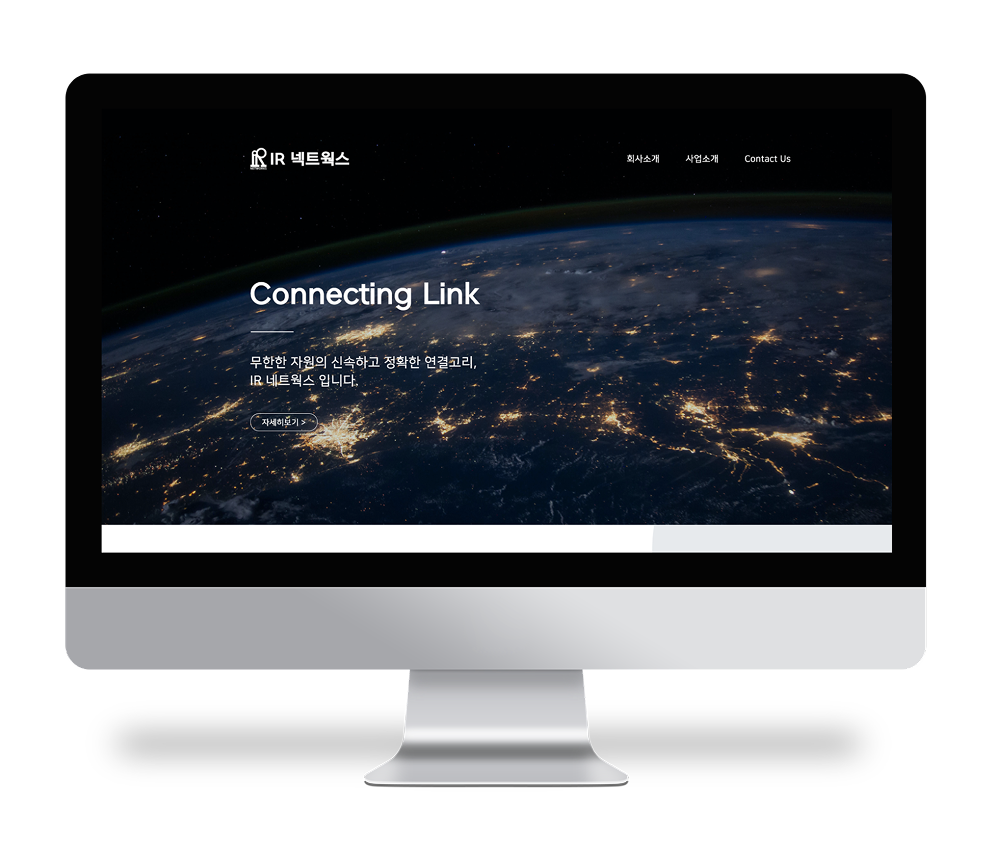 IR 넥트웍스
회사소개 사업소개 Contact Us
Connecting Link
무한한 자원의 신속하고 정확한 연결고리,
IR 네트웍스 입니다.
자세히보기 >